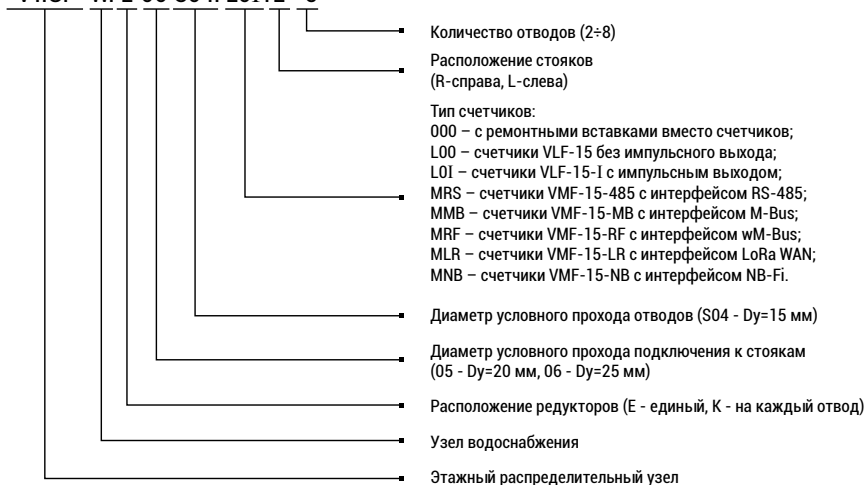 Количество отводов (2÷8)
Расположение стояков
(R-справа, L-слева)
Тип счетчиков:
000 – с ремонтными вставками вместо счетчиков;
L00 – счетчики VLF-15 без импульсного выхода;
L0I – счетчики VLF-15-I с импульсным выходом;
MRS – счетчики VMF-15-485 с интерфейсом RS-485;
MMB – счетчики VMF-15-MB с интерфейсом M-Bus;
MRF – счетчики VMF-15-RF с интерфейсом wM-Bus;
MLR – счетчики VMF-15-LR с интерфейсом LoRa WAN;
MNB – счетчики VMF-15-NB с интерфейсом NB-Fi.
Диаметр условного прохода отводов (S04 - Dy=15 мм)
Диаметр условного прохода подключения к стоякам
(05 - Dy=20 мм, 06 - Dy=25 мм)
Расположение редукторов (E - единый, K - на каждый отвод)
Узел водоснабжения
Этажный распределительный узел